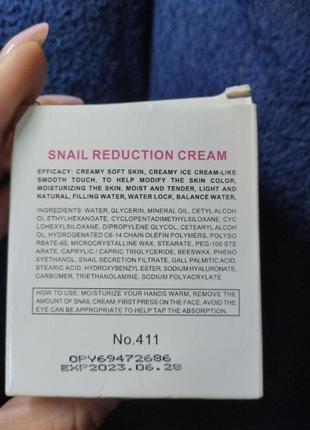 SNAIL REDUCTION CREAM
EFFICACY: CREAMY SOFT SKIN, CREAMY ICE CREAM-LIKE
SMOOTH TOUCH, TO HELP MODIFY THE SKIN COLOR,
MOISTURIZING THE SKIN, MOIST AND TENDER, LIGHT AND
NATURAL, FILLING WATER, WATER LOCK, BALANCE WATER,
INGREDIENTS: WATER, GLYCERIN, MINERAL OIL, CETYL ALCOH
OL ETHYLHEXANOATE, CYCLOPENTADIMETHYLSILOXANE, CYC
LOHEXYLSILOXANE, DIPROPYLENE GLYCOL, CETEARYL ALCOH
OL, HYDROGENATED C6-14 CHAIN OLEFIN POLYMERS, POLYSO
RBATE-60, MICROCRYSTALLINE WAX, STEARATE, PEG-100 STE
ARATE, CAPRYLIC / CAPRIC TRIGLYCERIDE, BEESWAX, PHENO
XYETHANOL, SNAIL SECRETION FILTRATE, GALL PALMITIC ACID,
STEARIC ACID, HYDROXYBENZYL ESTER, SODIUM HYALURONATE,
CARBOMER, TRIETHANOLAMINE, SODIUM POLYACRYLATE
HOW TO USE: MOISTURIZE YOUR HANDS WARM, REMOVE THE
AMOUNT OF SNAIL CREAM, FIRST PRESS ON THE FACE, AVOID THE
EYE CAN BE APPROPRIATE TO HELP TAP THE ABSORPTION.
No.411
OPY69472686
EXP2023.06.28